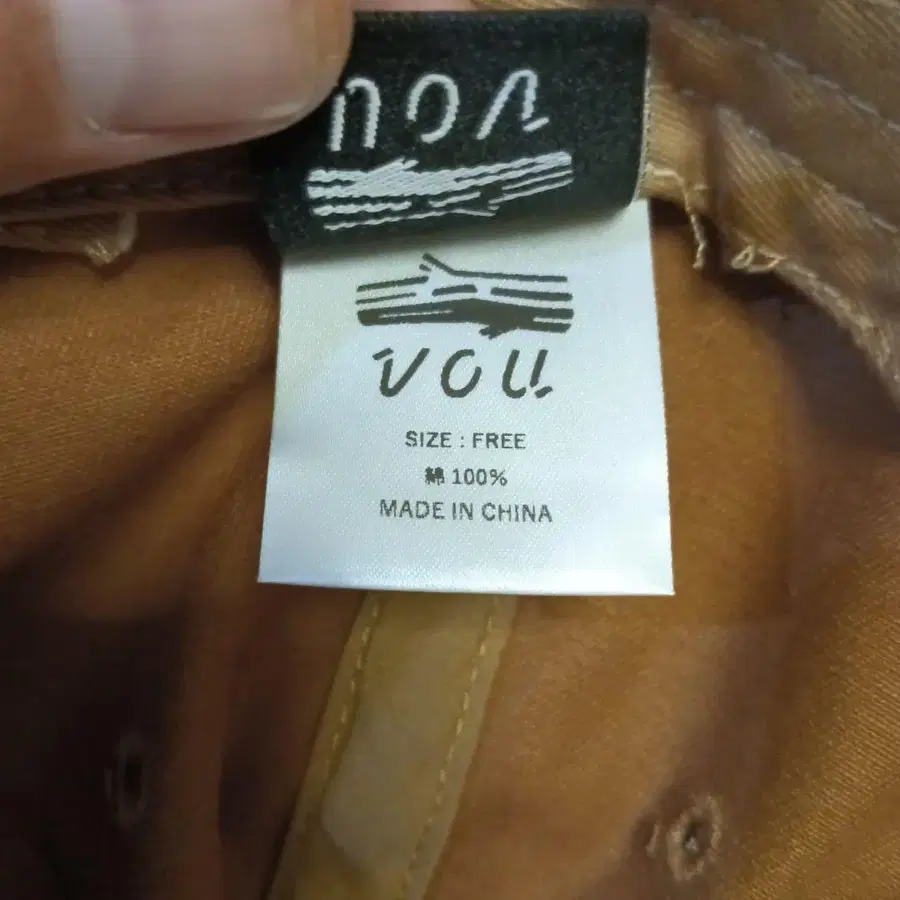 VOU
VOU
SIZE : FREE
綿 100%
MADE IN CHINA